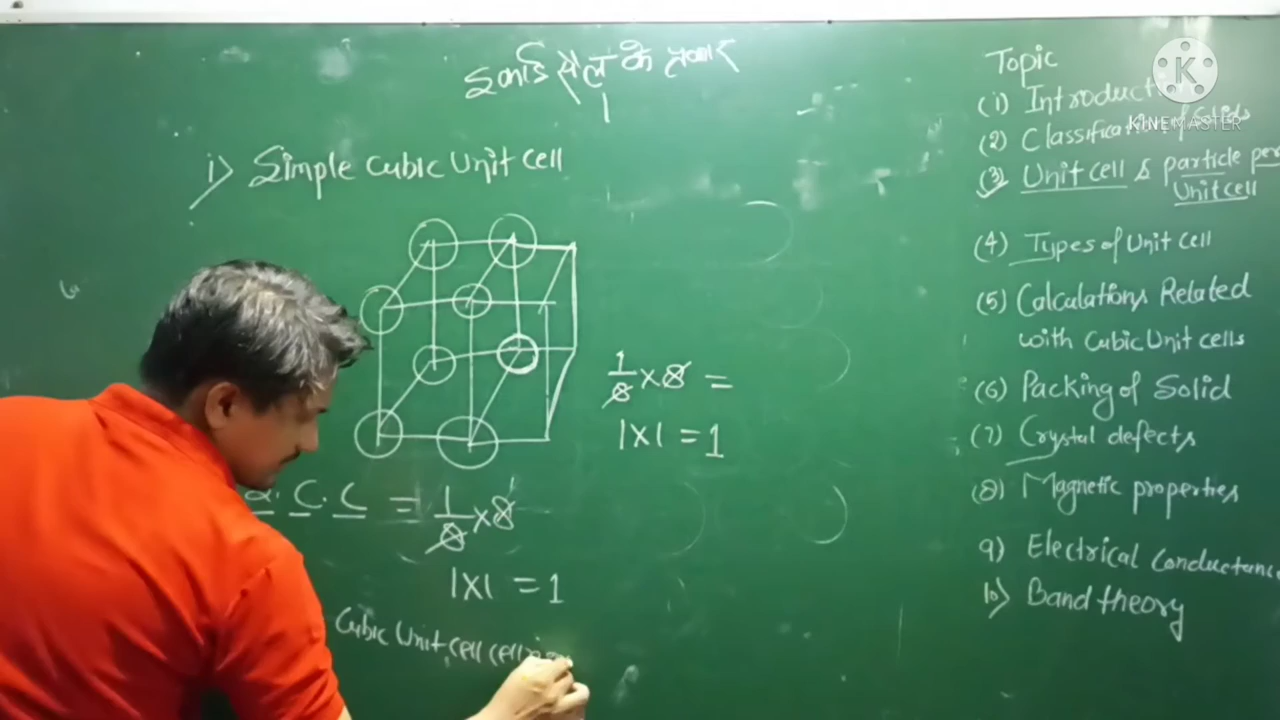 इकाई सेल के प्रकार
1
i> Simple Cubic Unit Cell
1/8 × 8 =
1×1 = 1
a.C.C = 1/8 × 8 1
1×1 = 1
Cubic Unit cell cell
Topic
(1) Introduct
(2) Classification of Solids
(3) Unit cell & particle per
Unit cell
(4) Types of Unit Cell
(5) Calculations Related
with Cubic Unit cells
(6) Packing of Solid
(7) Crystal defects
(8) Magnetic properties
9) Electrical Conductance
10) Band theory
K
KINEMASTER